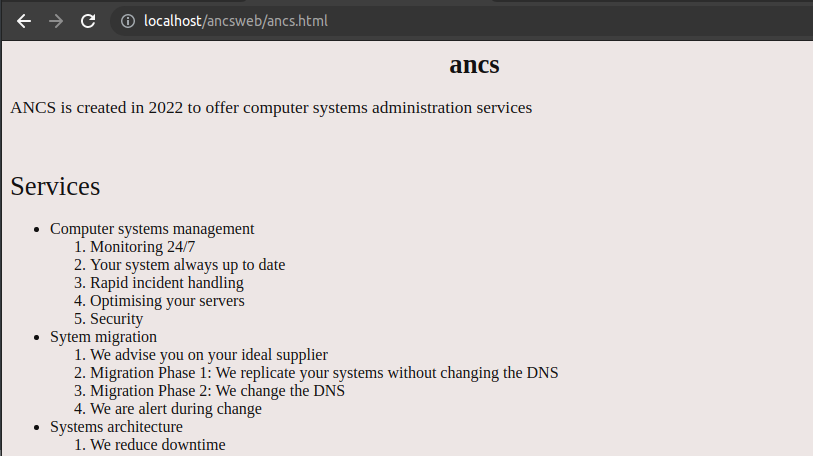 localhost/ancsweb/ancs.html
ancs
ANCS is created in 2022 to offer computer systems administration services
Services
• Computer systems management
1. Monitoring 24/7
2. Your system always up to date
3. Rapid incident handling
4. Optimising your servers
5. Security
• Sytem migration
1. We advise you on your ideal supplier
2. Migration Phase 1: We replicate your systems without changing the DNS
3. Migration Phase 2: We change the DNS
4. We are alert during change
• Systems architecture
1. We reduce downtime